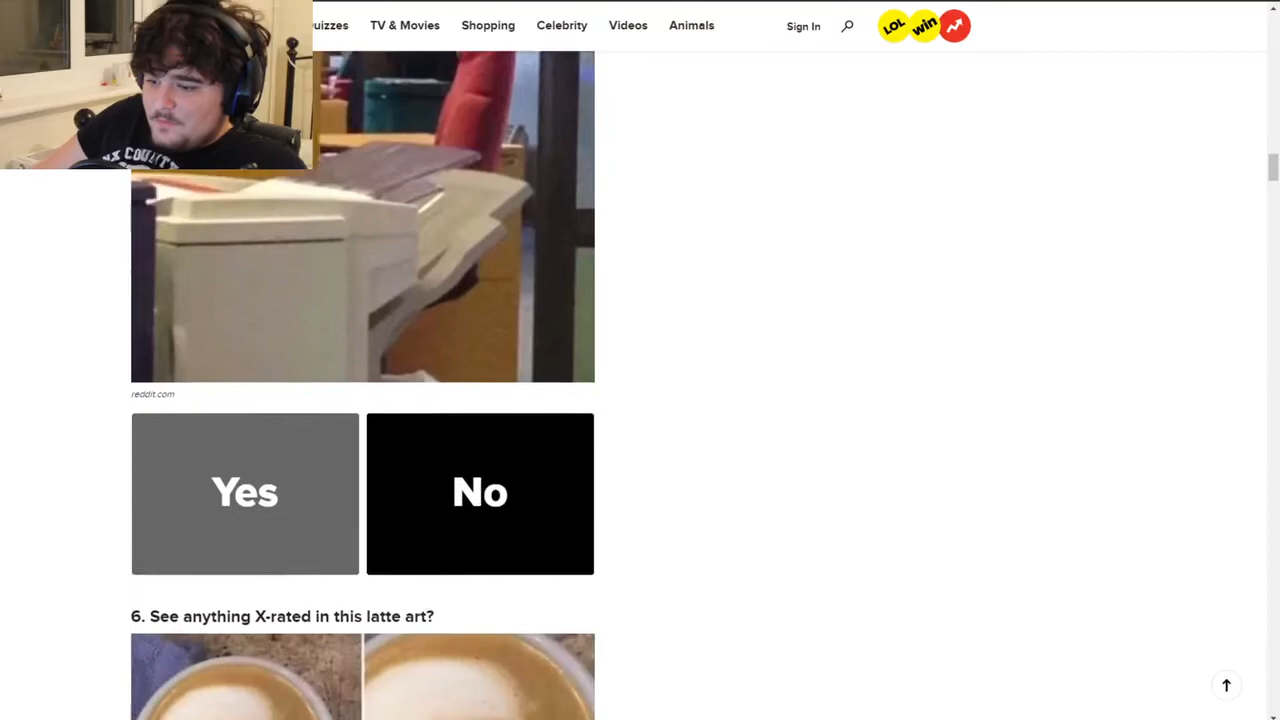 uizzes TV & Movies Shopping Celebrity Videos Animals Sign In LOL win
X COUNTY
reddit.com
Yes No
6. See anything X-rated in this latte art?